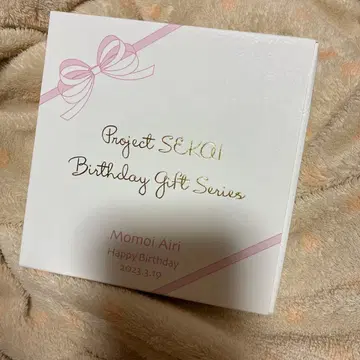 Project SEKAI
Birthday Gift Series
Momoi Airi
Happy Birthday
2023.3.19